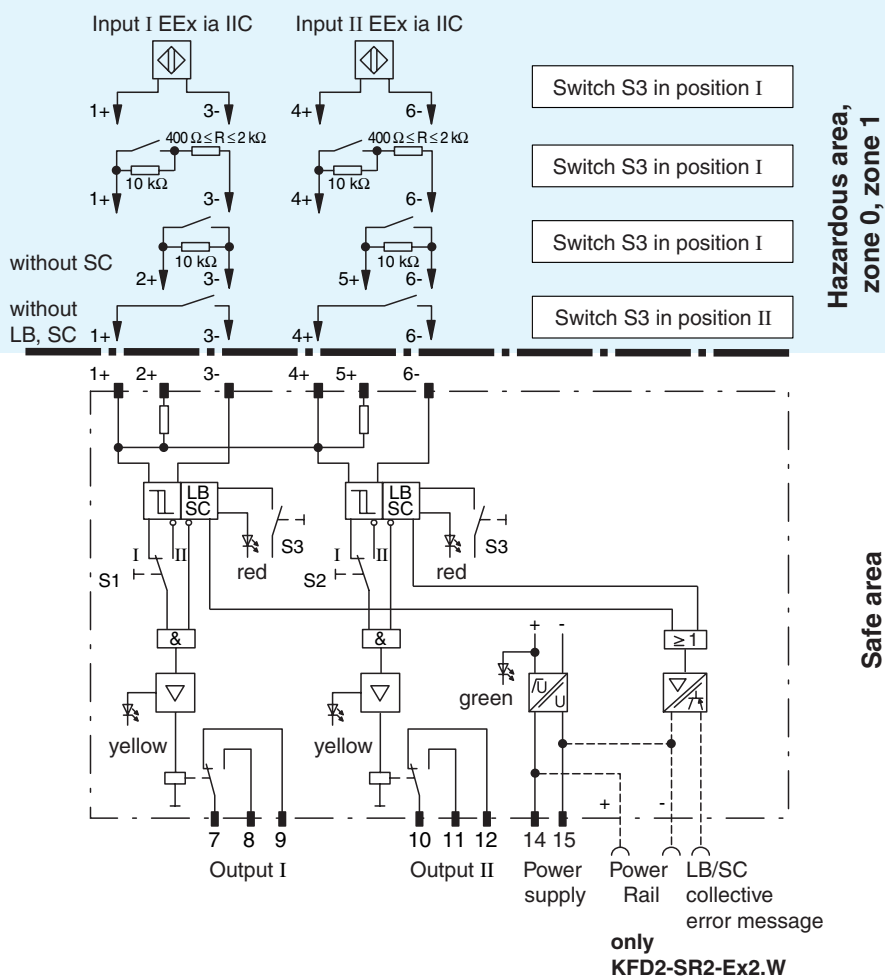 Input I EEx ia IIC
Input II EEx ia IIC
1+
3-
4+
6-
Switch S3 in position I
400 Ω ≤ R ≤ 2 kΩ
400 Ω ≤ R ≤ 2 kΩ
10 kΩ
10 kΩ
1+
3-
4+
6-
Switch S3 in position I
without SC
10 kΩ
10 kΩ
2+
3-
5+
6-
Switch S3 in position I
without
LB, SC
1+
3-
4+
6-
Switch S3 in position II
Hazardous area,
zone 0, zone 1
1+
2+
3-
4+
5+
6-
LB
SC
LB
SC
I
II
S1
red
S3
I
II
S2
red
S3
Safe area
&
&
+
-
≥ 1
green
U
U
yellow
yellow
+
-
7
8
9
10
11
12
14
15
Output I
Output II
Power
supply
Power
Rail
LB/SC
collective
error message
only
KFD2-SR2-Ex2.W